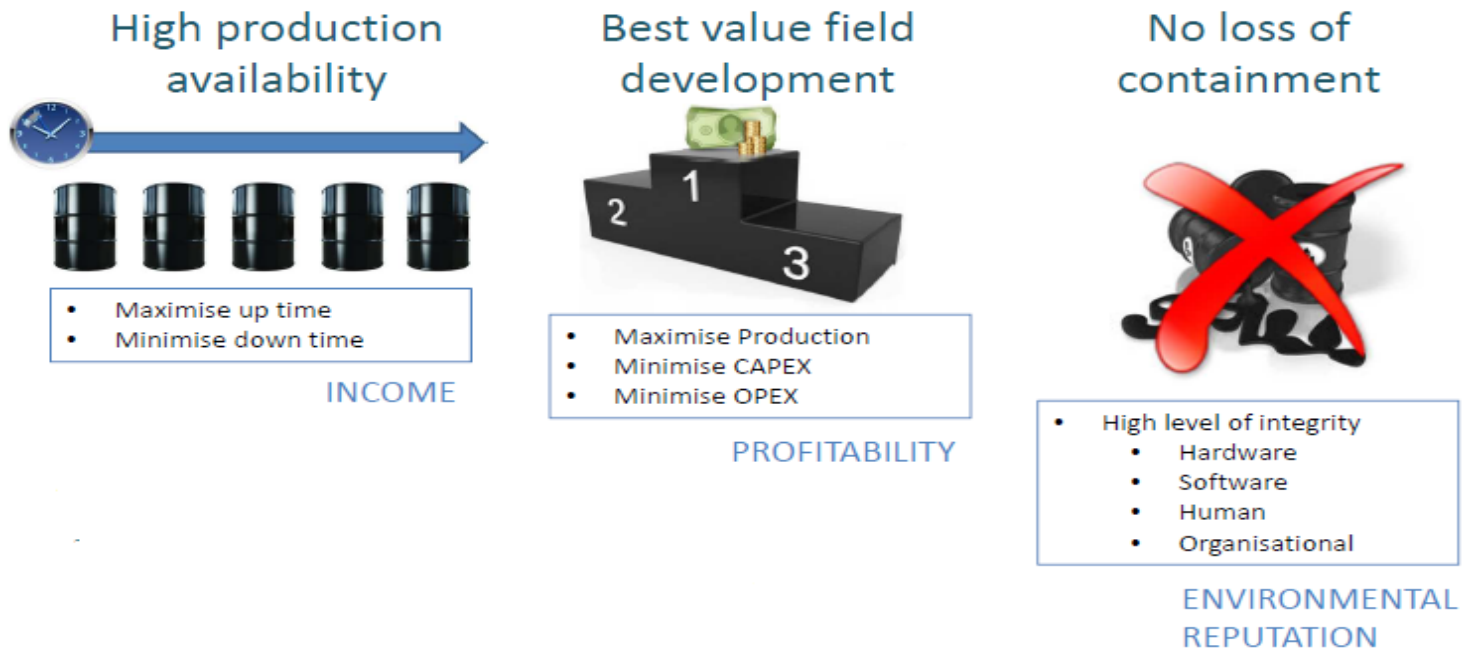 High production
availability
Maximise up time
Minimise down time
INCOME
Best value field
development
1
2
3
Maximise Production
Minimise CAPEX
Minimise OPEX
PROFITABILITY
No loss of
containment
High level of integrity
Hardware
Software
Human
Organisational
ENVIRONMENTAL
REPUTATION